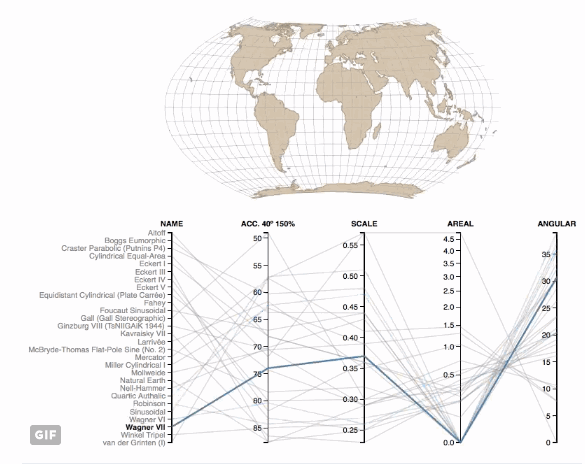 NAME ACC. 40º 150% SCALE AREAL ANGULAR
Aitoff
Boggs Eumorphic
Craster Parabolic (Putnins P4)
Cylindrical Equal-Area
Eckert I
Eckert III
Eckert IV
Eckert V
Equidistant Cylindrical (Plate Carrée)
Fahey
Foucaut Sinusoidal
Gall (Gall Stereographic)
Ginzburg VIII (TsNIIGAiK 1944)
Kavraisky VII
Larrivée
McBryde-Thomas Flat-Pole Sine (No. 2)
Mercator
Miller Cylindrical I
Mollweide
Natural Earth
Nell-Hammer
Quartic Authalic
Robinson
Sinusoidal
Wagner VI
Wagner VII
Winkel Tripel
van der Grinten (I)
50
55
60
65
70
75
80
85
0.55
0.50
0.45
0.40
0.35
0.30
0.25
4.5
4.0
3.5
3.0
2.5
2.0
1.5
1.0
0.5
0.0
35
30
25
20
15
10
5
0
GIF